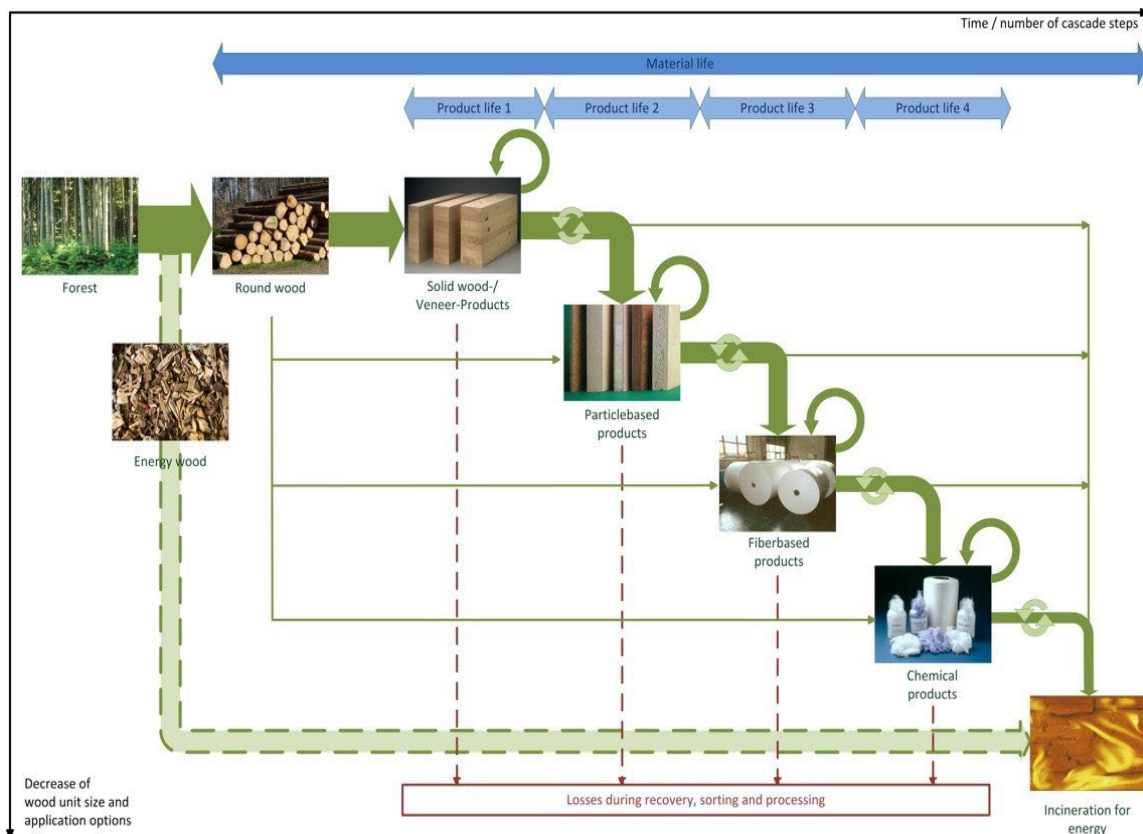 Time / number of cascade steps
Material life
Product life 1
Product life 2
Product life 3
Product life 4
Forest
Round wood
Solid wood-/
Veneer-Products
Energy wood
Particlebased
products
Fiberbased
products
Chemical
products
Decrease of
wood unit size and
application options
Losses during recovery, sorting and processing
Incineration for
energy